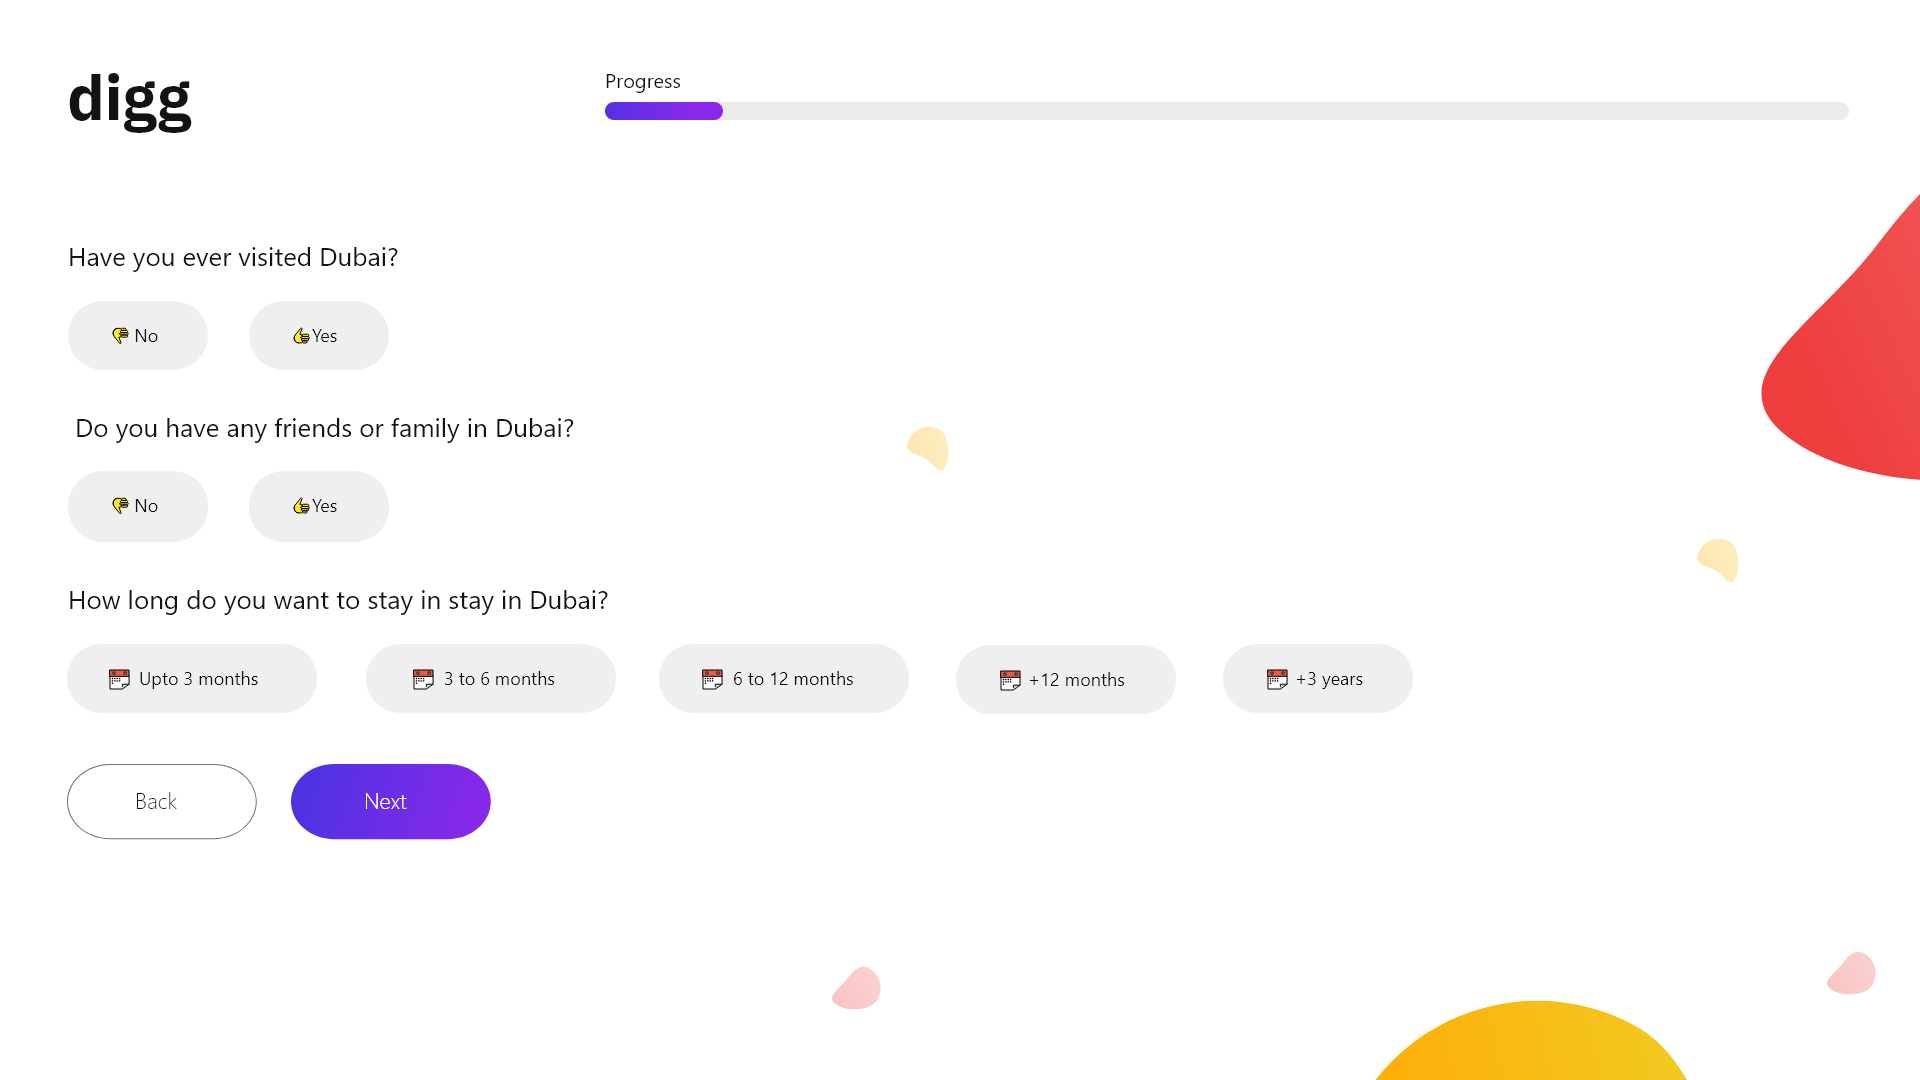 digg
Progress
Have you ever visited Dubai?
No
Yes
Do you have any friends or family in Dubai?
No
Yes
How long do you want to stay in stay in Dubai?
Upto 3 months
3 to 6 months
6 to 12 months
+12 months
+3 years
Back
Next